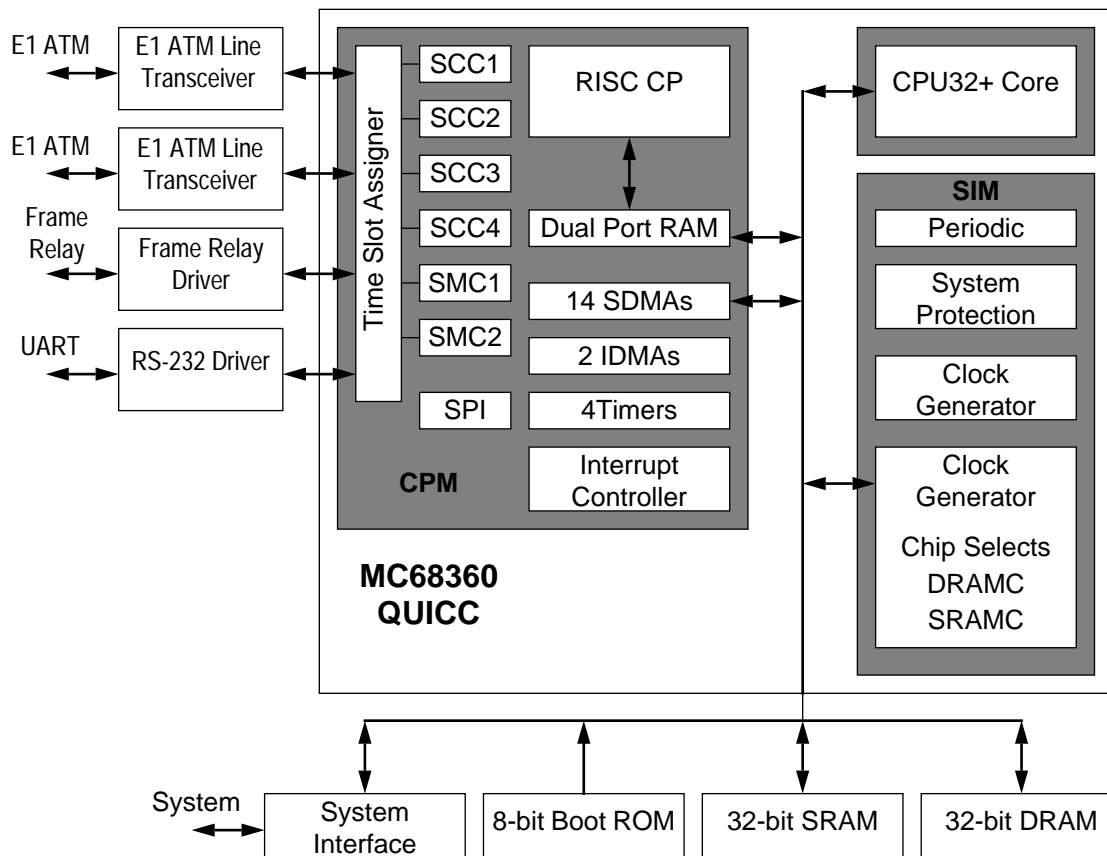 E1 ATM
E1 ATM Line
Transceiver
E1 ATM
E1 ATM Line
Transceiver
Frame
Relay
Frame Relay
Driver
UART
RS-232 Driver
Time Slot Assigner
SCC1
SCC2
SCC3
SCC4
SMC1
SMC2
SPI
CPM
RISC CP
Dual Port RAM
14 SDMAs
2 IDMAs
4Timers
Interrupt
Controller
MC68360
QUICC
CPU32+ Core
SIM
Periodic
System
Protection
Clock
Generator
Clock
Generator
Chip Selects
DRAMC
SRAMC
System
System
Interface
8-bit Boot ROM
32-bit SRAM
32-bit DRAM